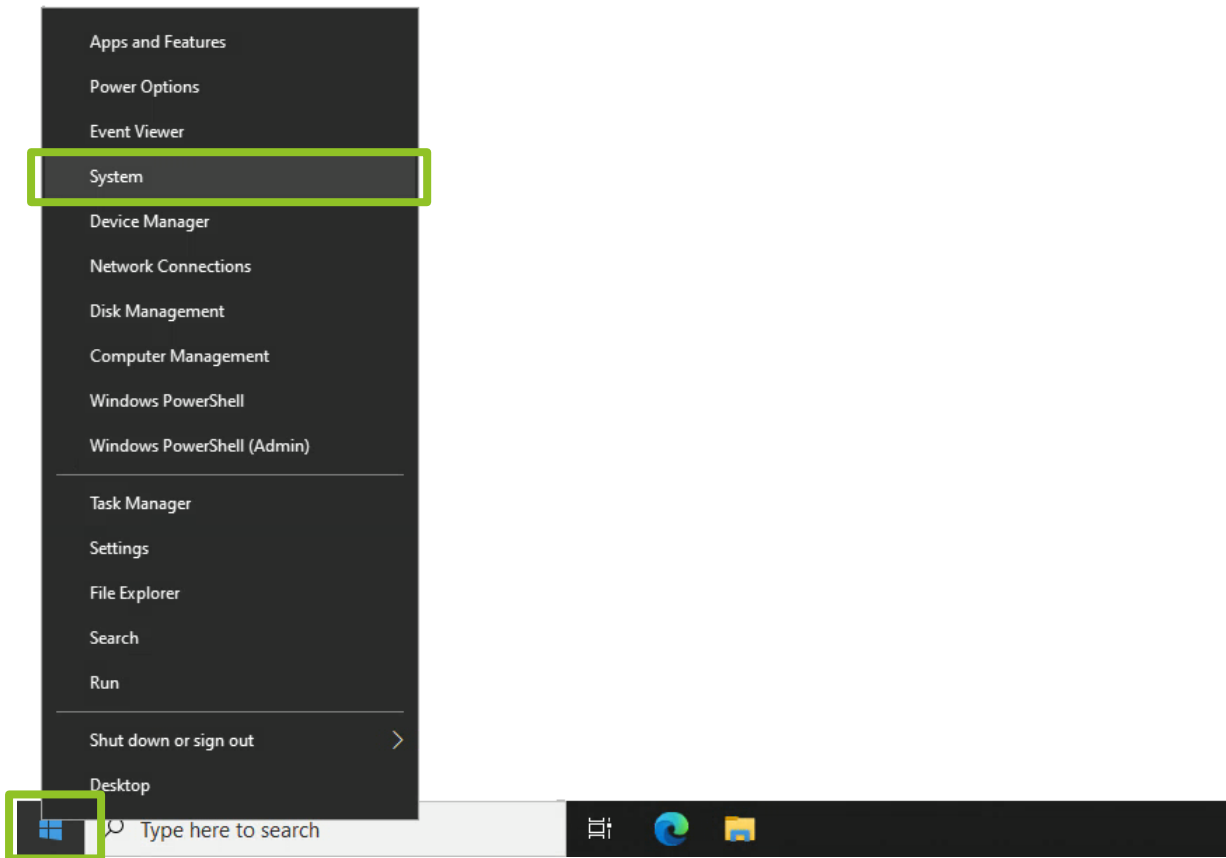 Apps and Features
Power Options
Event Viewer
System
Device Manager
Network Connections
Disk Management
Computer Management
Windows PowerShell
Windows PowerShell (Admin)
Task Manager
Settings
File Explorer
Search
Run
Shut down or sign out
Desktop
Type here to search